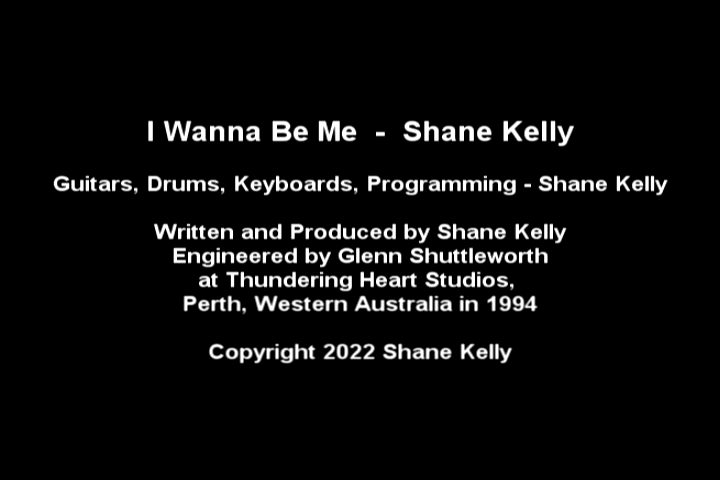 I Wanna Be Me  -  Shane Kelly
Guitars, Drums, Keyboards, Programming - Shane Kelly
Written and Produced by Shane Kelly
Engineered by Glenn Shuttleworth
at Thundering Heart Studios,
Perth, Western Australia in 1994
Copyright 2022 Shane Kelly